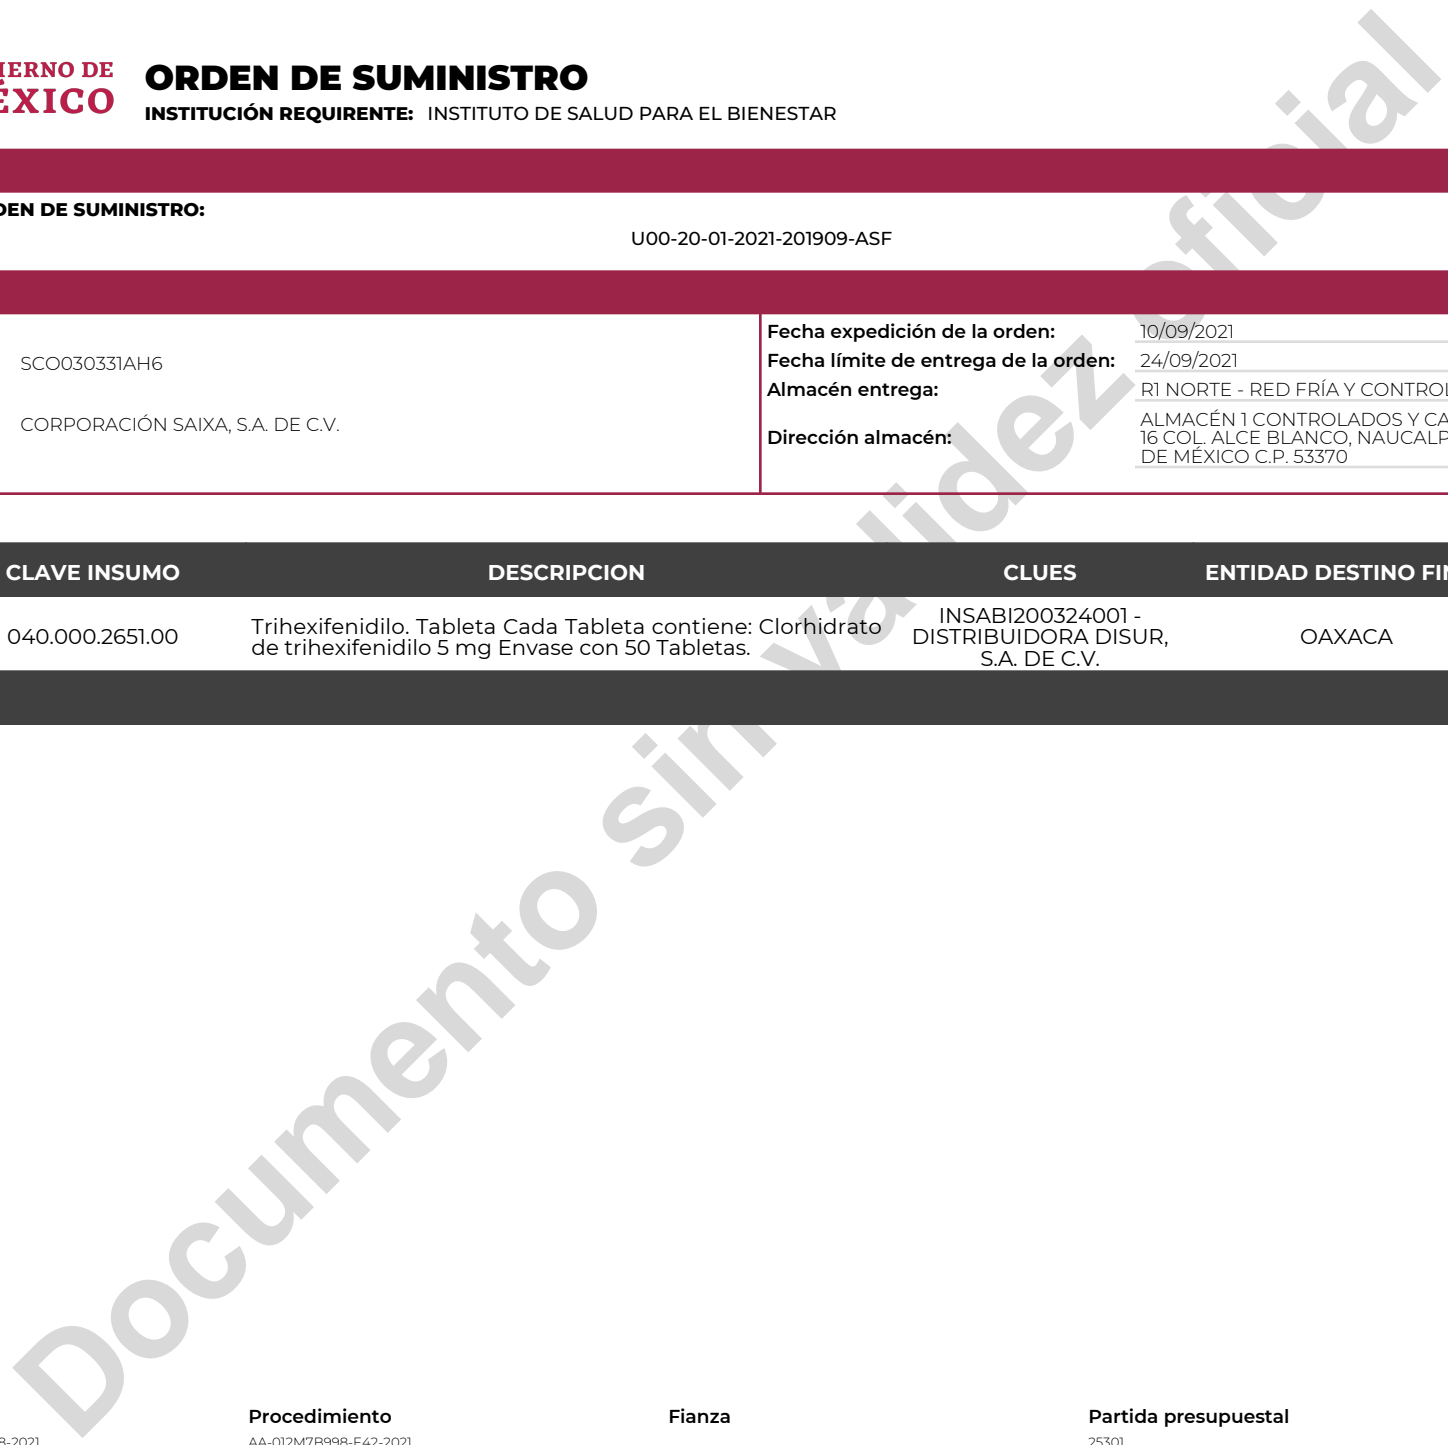 IERNO DE
ÉXICO
ORDEN DE SUMINISTRO
INSTITUCIÓN REQUIRENTE: INSTITUTO DE SALUD PARA EL BIENESTAR
DEN DE SUMINISTRO:
U00-20-01-2021-201909-ASF
SCO030331AH6
CORPORACIÓN SAIXA, S.A. DE C.V.
Fecha expedición de la orden: 10/09/2021
Fecha límite de entrega de la orden: 24/09/2021
Almacén entrega: R1 NORTE - RED FRÍA Y CONTROL
Dirección almacén:
ALMACÉN 1 CONTROLADOS Y CA
16 COL. ALCE BLANCO, NAUCALP
DE MÉXICO C.P. 53370
CLAVE INSUMO DESCRIPCION CLUES ENTIDAD DESTINO FIN
040.000.2651.00
Trihexifenidilo. Tableta Cada Tableta contiene: Clorhidrato
de trihexifenidilo 5 mg Envase con 50 Tabletas.
INSABI200324001 -
DISTRIBUIDORA DISUR,
S.A. DE C.V.
OAXACA
Documento sin validez oficial
Procedimiento Fianza Partida presupuestal
8-2021 AA-012M7B998-E42-2021 25301